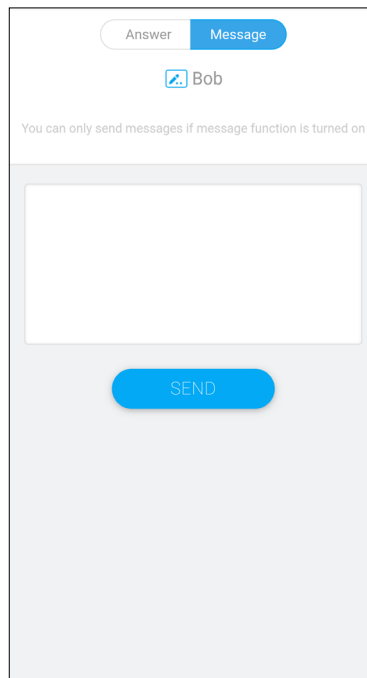 Answer Message
Bob
You can only send messages if message function is turned on
SEND